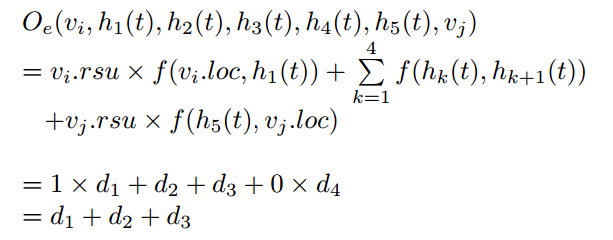 O_e(v_i, h_1(t), h_2(t), h_3(t), h_4(t), h_5(t), v_j)
= v_i.rsu × f(v_i.loc, h_1(t)) + ∑_{k=1}^{4} f(h_k(t), h_{k+1}(t))
+v_j.rsu × f(h_5(t), v_j.loc)
= 1 × d_1 + d_2 + d_3 + 0 × d_4
= d_1 + d_2 + d_3